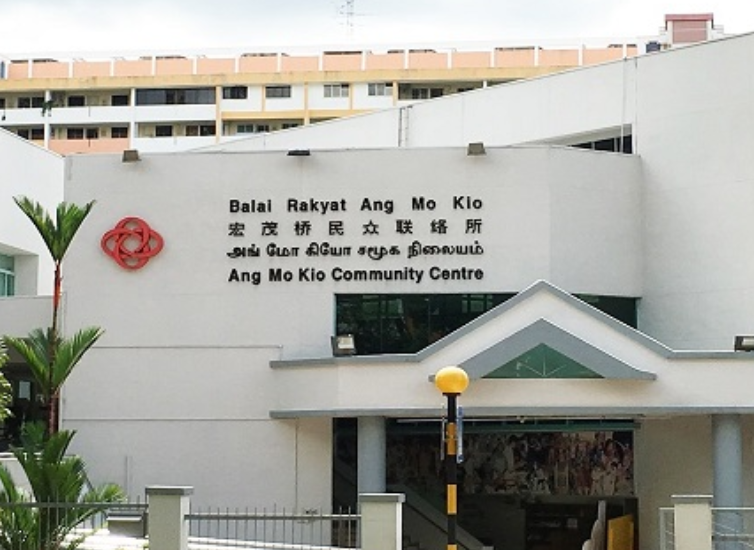 Balai Rakyat Ang Mo Kio
宏茂桥民众联络所
அங் மோ கியோ சமூக நிலையம்
Ang Mo Kio Community Centre